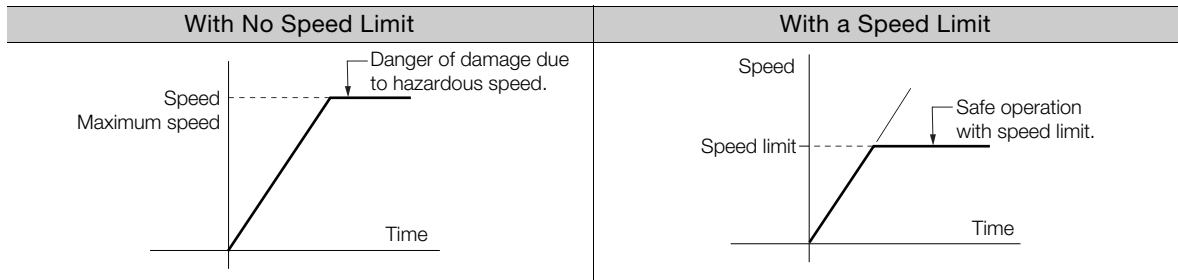 With No Speed Limit
With a Speed Limit
Danger of damage due
to hazardous speed.
Speed
Maximum speed
Time
Speed
Safe operation
with speed limit.
Speed limit
Time